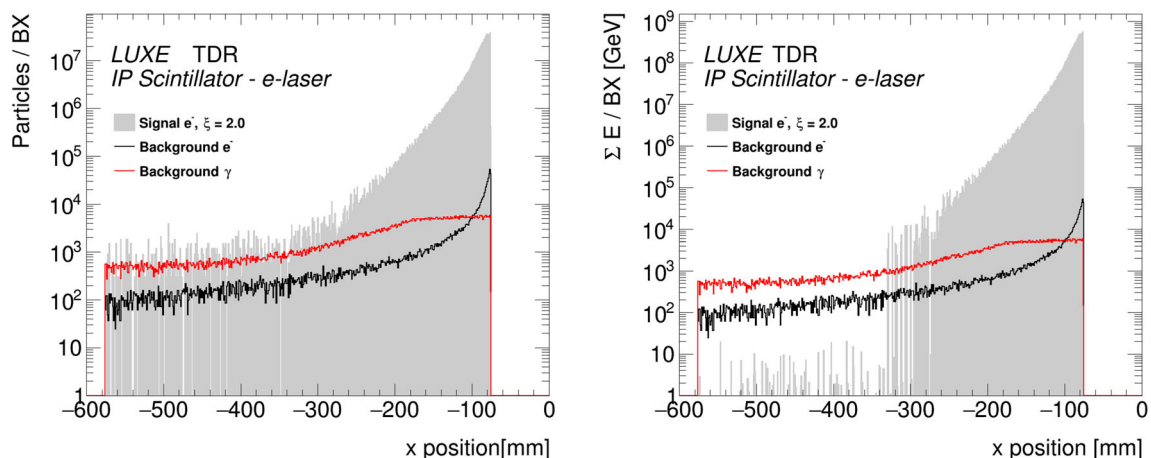 Particles / BX
10⁷
10⁶
10⁵
10⁴
10³
10²
10
1
LUXE TDR
IP Scintillator - e-laser
Signal e⁻, ξ = 2.0
Background e⁻
Background γ
−600 −500 −400 −300 −200 −100 0
x position[mm]
Σ E / BX [GeV]
10⁹
10⁸
10⁷
10⁶
10⁵
10⁴
10³
10²
10
1
LUXE TDR
IP Scintillator - e-laser
Signal e⁻, ξ = 2.0
Background e⁻
Background γ
−600 −500 −400 −300 −200 −100 0
x position [mm]